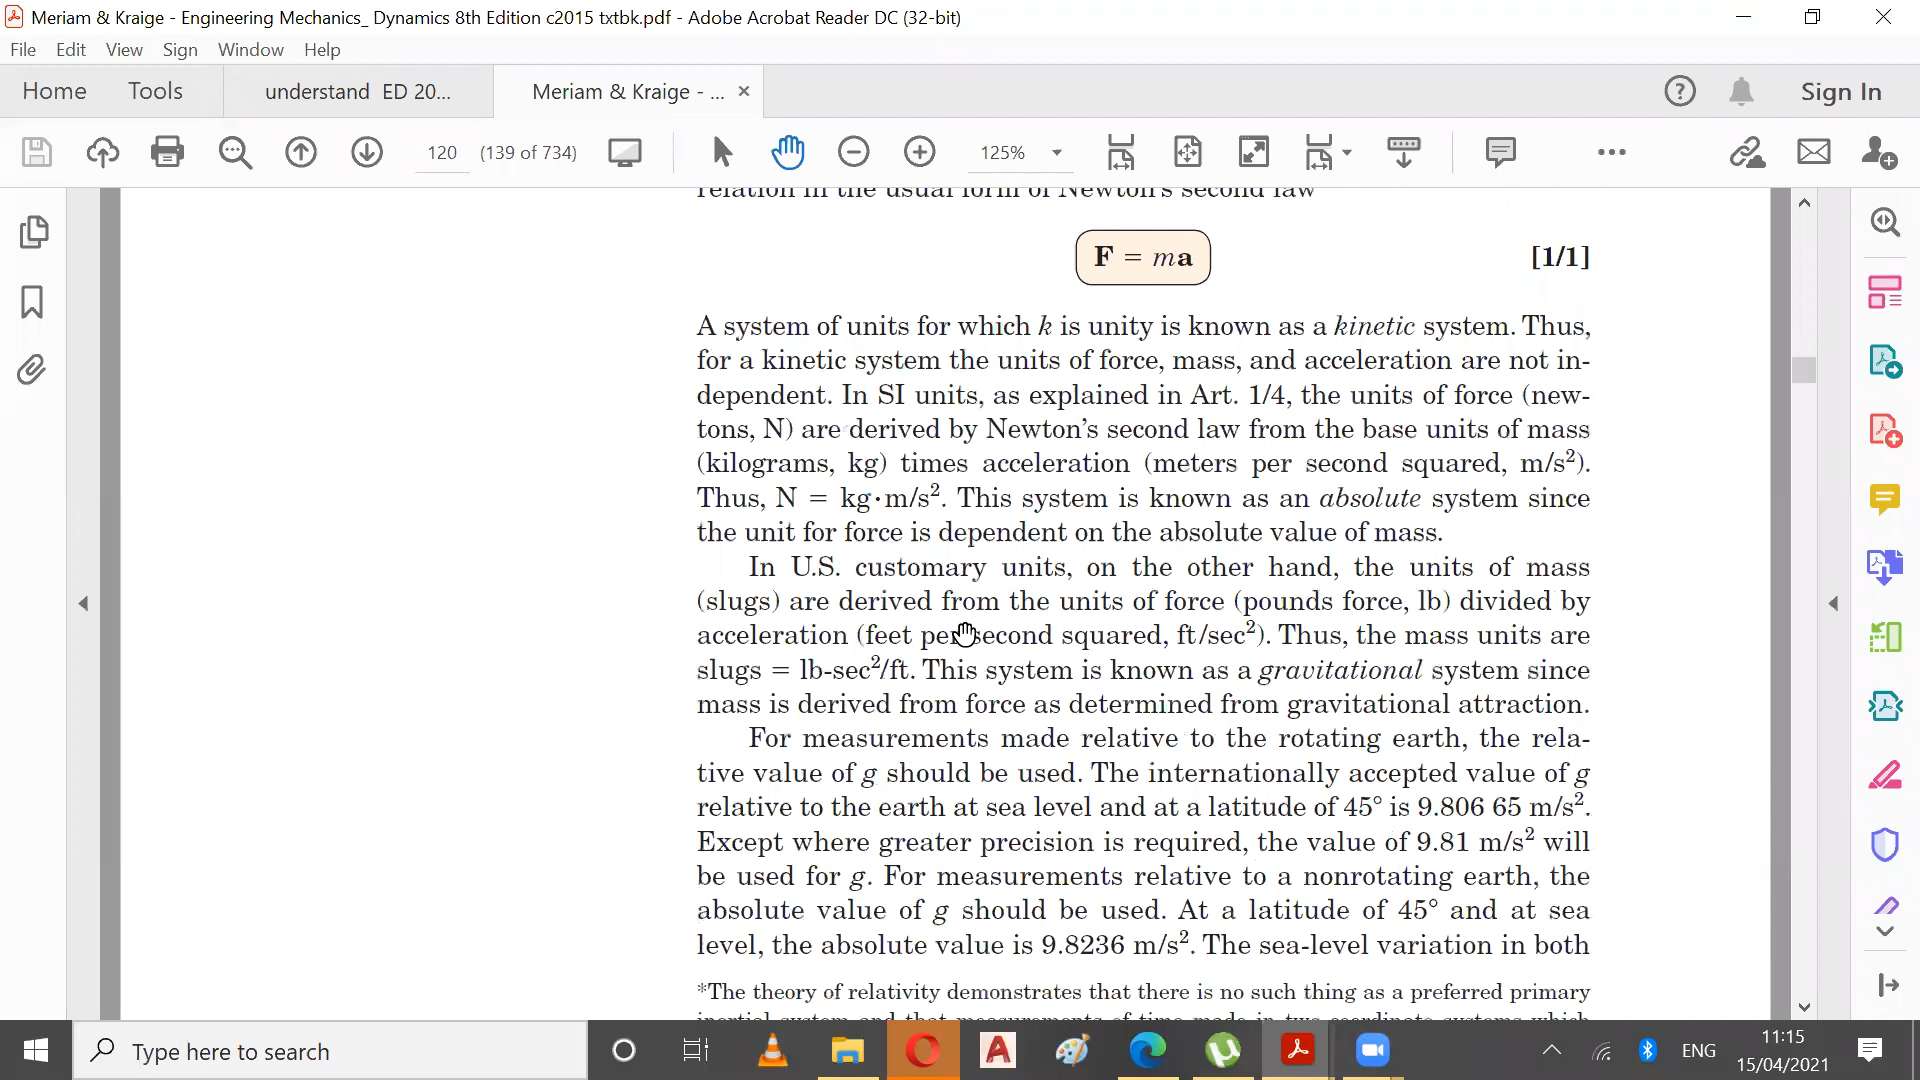 Meriam & Kraige - Engineering Mechanics_ Dynamics 8th Edition c2015 txtbk.pdf - Adobe Acrobat Reader DC (32-bit)
File Edit View Sign Window Help
Home Tools understand ED 20... Meriam & Kraige - ... × Sign In
120 (139 of 734) 125%
relation in the usual form of Newton's second law
F = ma [1/1]
A system of units for which k is unity is known as a kinetic system. Thus,
for a kinetic system the units of force, mass, and acceleration are not in-
dependent. In SI units, as explained in Art. 1/4, the units of force (new-
tons, N) are derived by Newton's second law from the base units of mass
(kilograms, kg) times acceleration (meters per second squared, m/s²).
Thus, N = kg·m/s². This system is known as an absolute system since
the unit for force is dependent on the absolute value of mass.
In U.S. customary units, on the other hand, the units of mass
(slugs) are derived from the units of force (pounds force, lb) divided by
acceleration (feet per second squared, ft/sec²). Thus, the mass units are
slugs = lb-sec²/ft. This system is known as a gravitational system since
mass is derived from force as determined from gravitational attraction.
For measurements made relative to the rotating earth, the rela-
tive value of g should be used. The internationally accepted value of g
relative to the earth at sea level and at a latitude of 45° is 9.806 65 m/s².
Except where greater precision is required, the value of 9.81 m/s² will
be used for g. For measurements relative to a nonrotating earth, the
absolute value of g should be used. At a latitude of 45° and at sea
level, the absolute value is 9.8236 m/s². The sea-level variation in both
*The theory of relativity demonstrates that there is no such thing as a preferred primary
inertial system and that measurements of time made in two coordinate systems which
Type here to search
ENG
11:15
15/04/2021